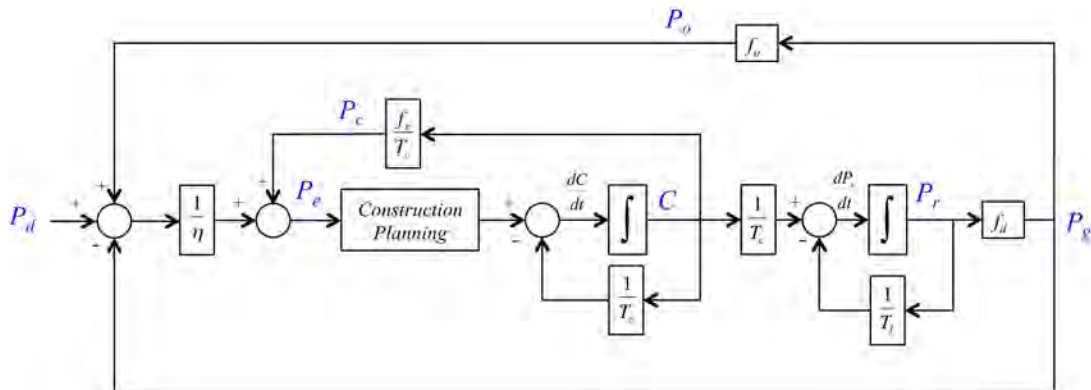 P_o
f_o
P_c
f_e
T_c
+
+
+
P_d
+
-
1
η
+
P_e
Construction
Planning
+
-
dC
dt
∫
C
1
T_c
+
-
dP_r
dt
∫
P_r
f_d
P_g
1
T_c
1
T_l